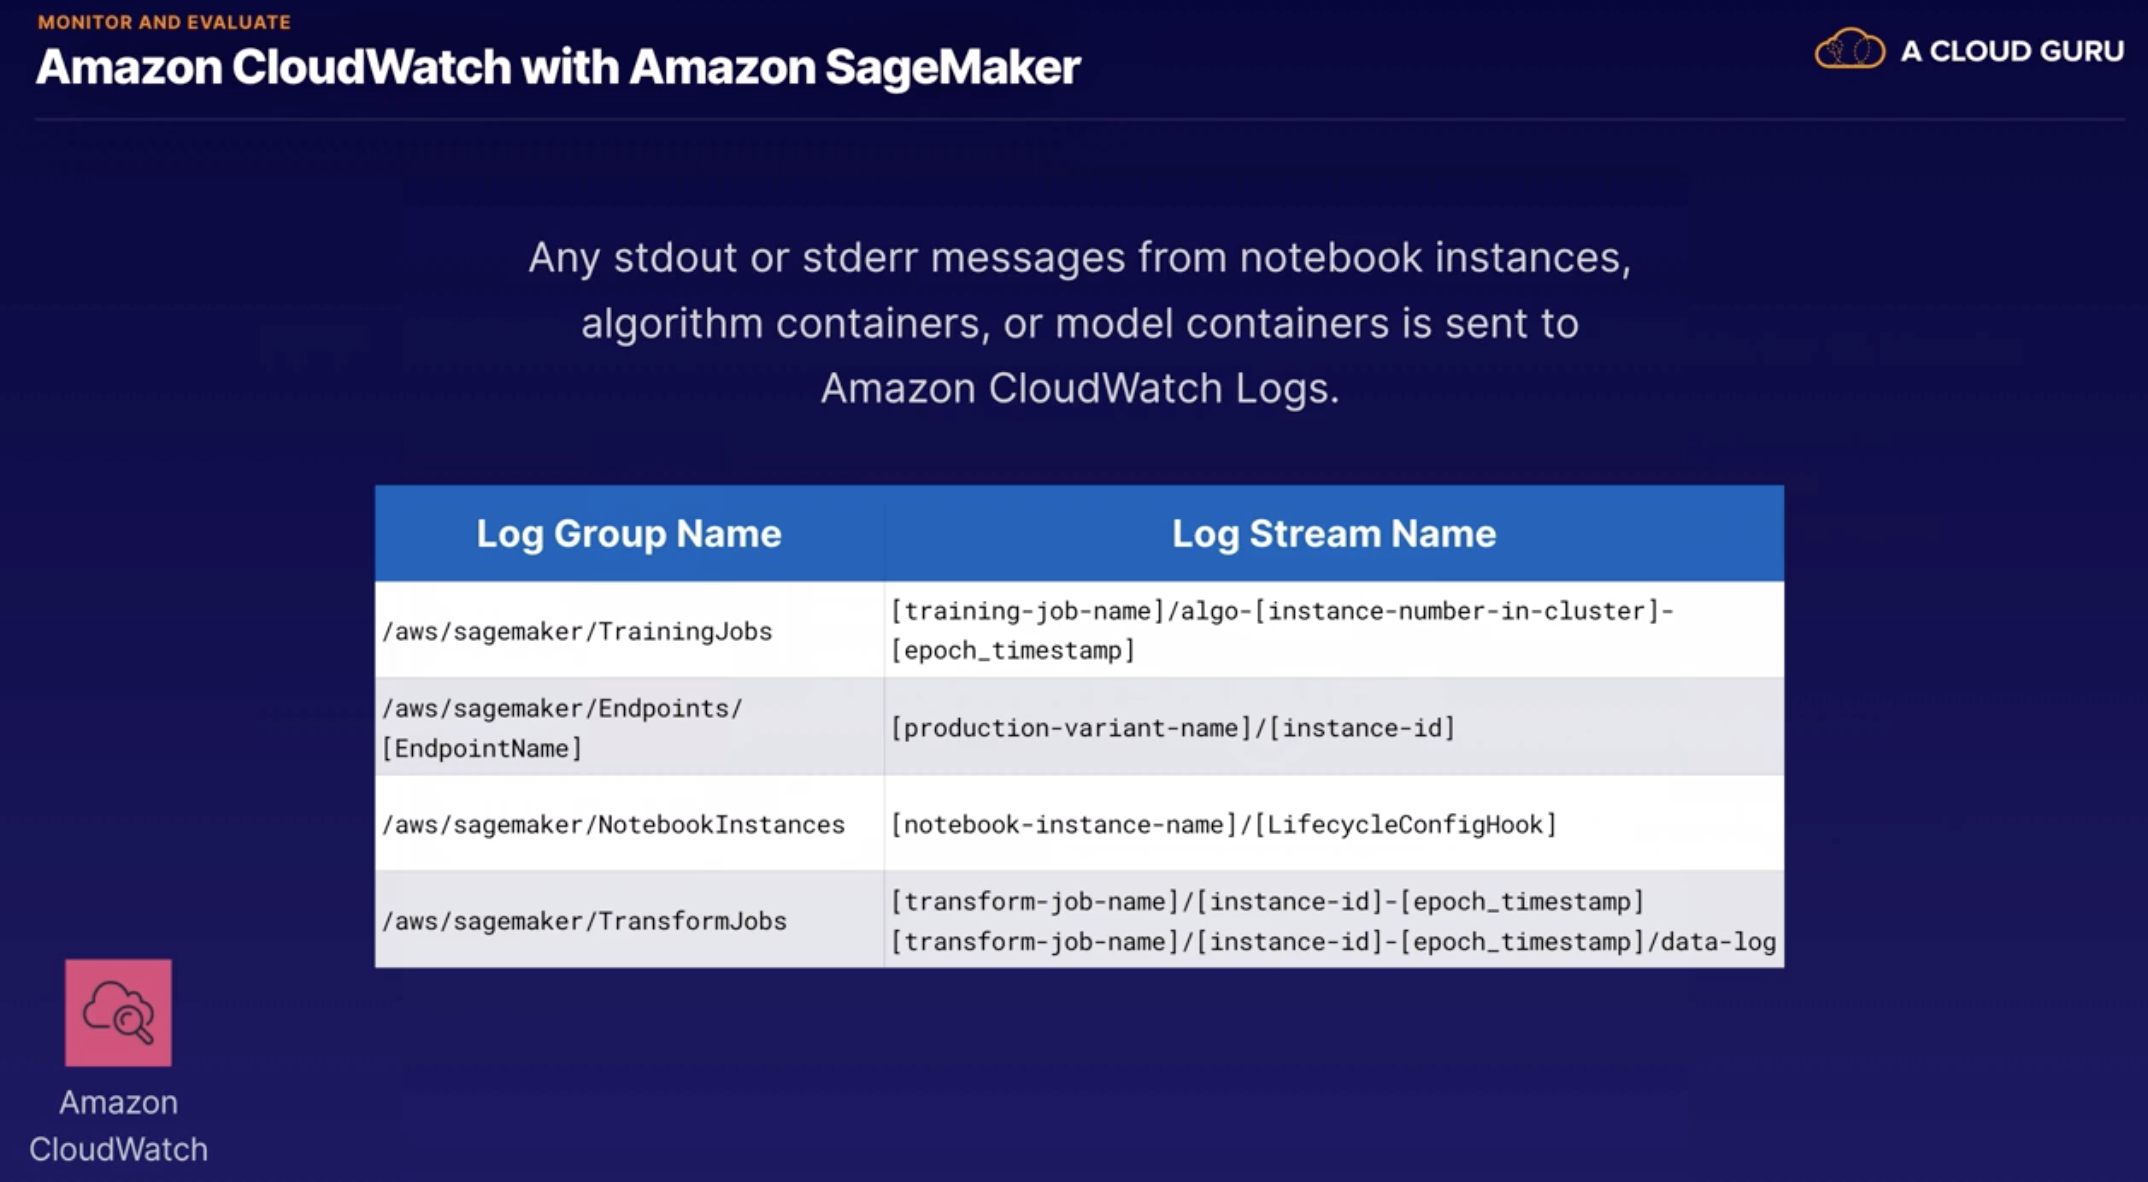 MONITOR AND EVALUATE
Amazon CloudWatch with Amazon SageMaker
A CLOUD GURU
Any stdout or stderr messages from notebook instances,
algorithm containers, or model containers is sent to
Amazon CloudWatch Logs.
Log Group Name
Log Stream Name
/aws/sagemaker/TrainingJobs
[training-job-name]/algo-[instance-number-in-cluster]-
[epoch_timestamp]
/aws/sagemaker/Endpoints/
[EndpointName]
[production-variant-name]/[instance-id]
/aws/sagemaker/NotebookInstances
[notebook-instance-name]/[LifecycleConfigHook]
/aws/sagemaker/TransformJobs
[transform-job-name]/[instance-id]-[epoch_timestamp]
[transform-job-name]/[instance-id]-[epoch_timestamp]/data-log
Amazon
CloudWatch